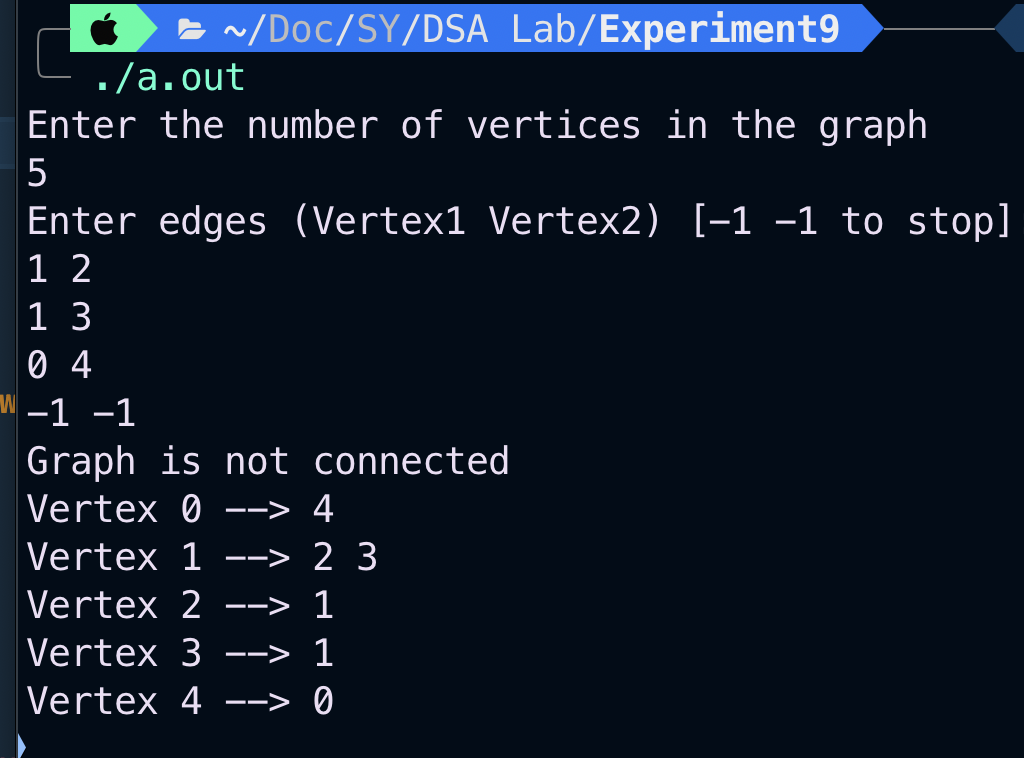 ~/Doc/SY/DSA Lab/Experiment9
./a.out
Enter the number of vertices in the graph
5
Enter edges (Vertex1 Vertex2) [-1 -1 to stop]
1 2
1 3
0 4
-1 -1
Graph is not connected
Vertex 0 --> 4
Vertex 1 --> 2 3
Vertex 2 --> 1
Vertex 3 --> 1
Vertex 4 --> 0